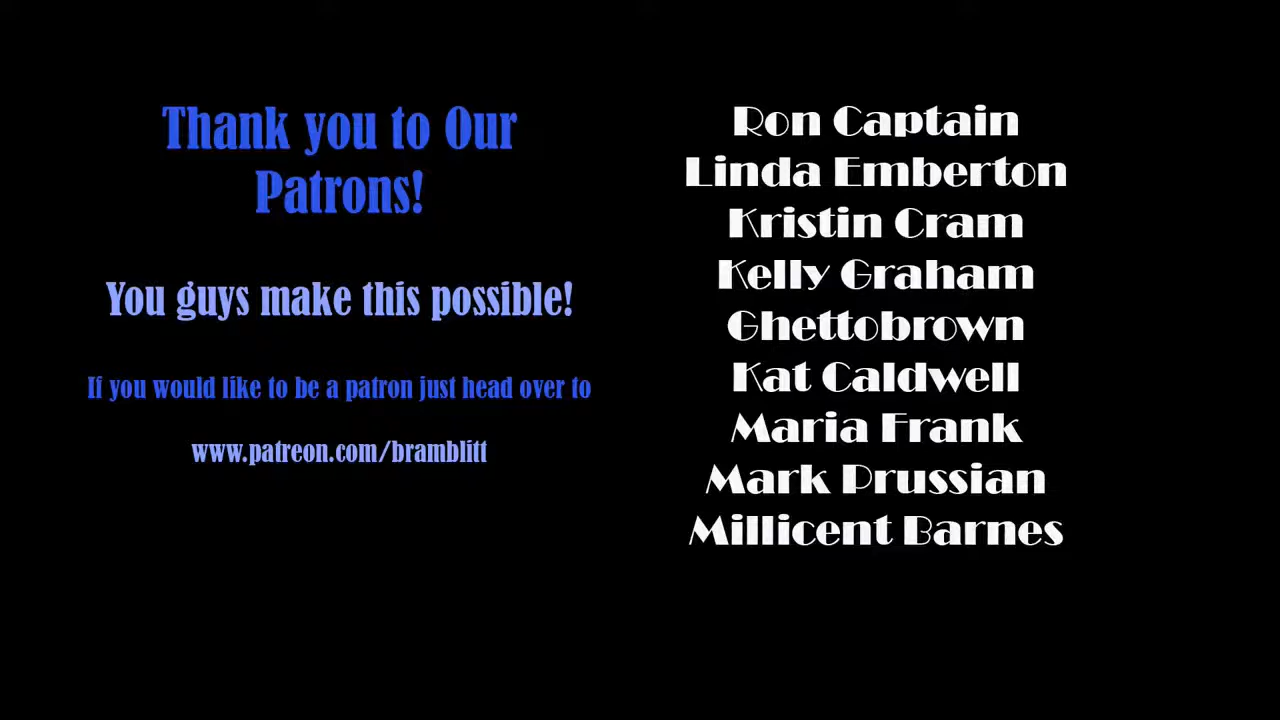 Thank you to Our
Patrons!
You guys make this possible!
If you would like to be a patron just head over to
www.patreon.com/bramblitt
Ron Captain
Linda Emberton
Kristin Cram
Kelly Graham
Ghettobrown
Kat Caldwell
Maria Frank
Mark Prussian
Millicent Barnes